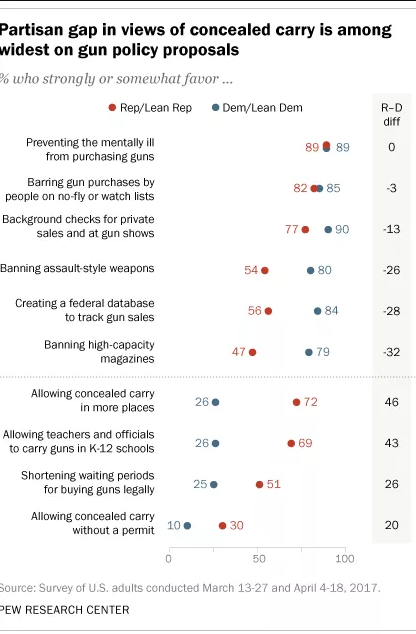 Partisan gap in views of concealed carry is among
widest on gun policy proposals
% who strongly or somewhat favor ...
Rep/Lean Rep Dem/Lean Dem R–D
diff
Preventing the mentally ill
from purchasing guns 89 89 0
Barring gun purchases by
people on no-fly or watch lists 82 85 -3
Background checks for private
sales and at gun shows 77 90 -13
Banning assault-style weapons 54 80 -26
Creating a federal database
to track gun sales 56 84 -28
Banning high-capacity
magazines 47 79 -32
Allowing concealed carry
in more places 26 72 46
Allowing teachers and officials
to carry guns in K-12 schools 26 69 43
Shortening waiting periods
for buying guns legally 25 51 26
Allowing concealed carry
without a permit 10 30 20
0 50 100
Source: Survey of U.S. adults conducted March 13-27 and April 4-18, 2017.
PEW RESEARCH CENTER